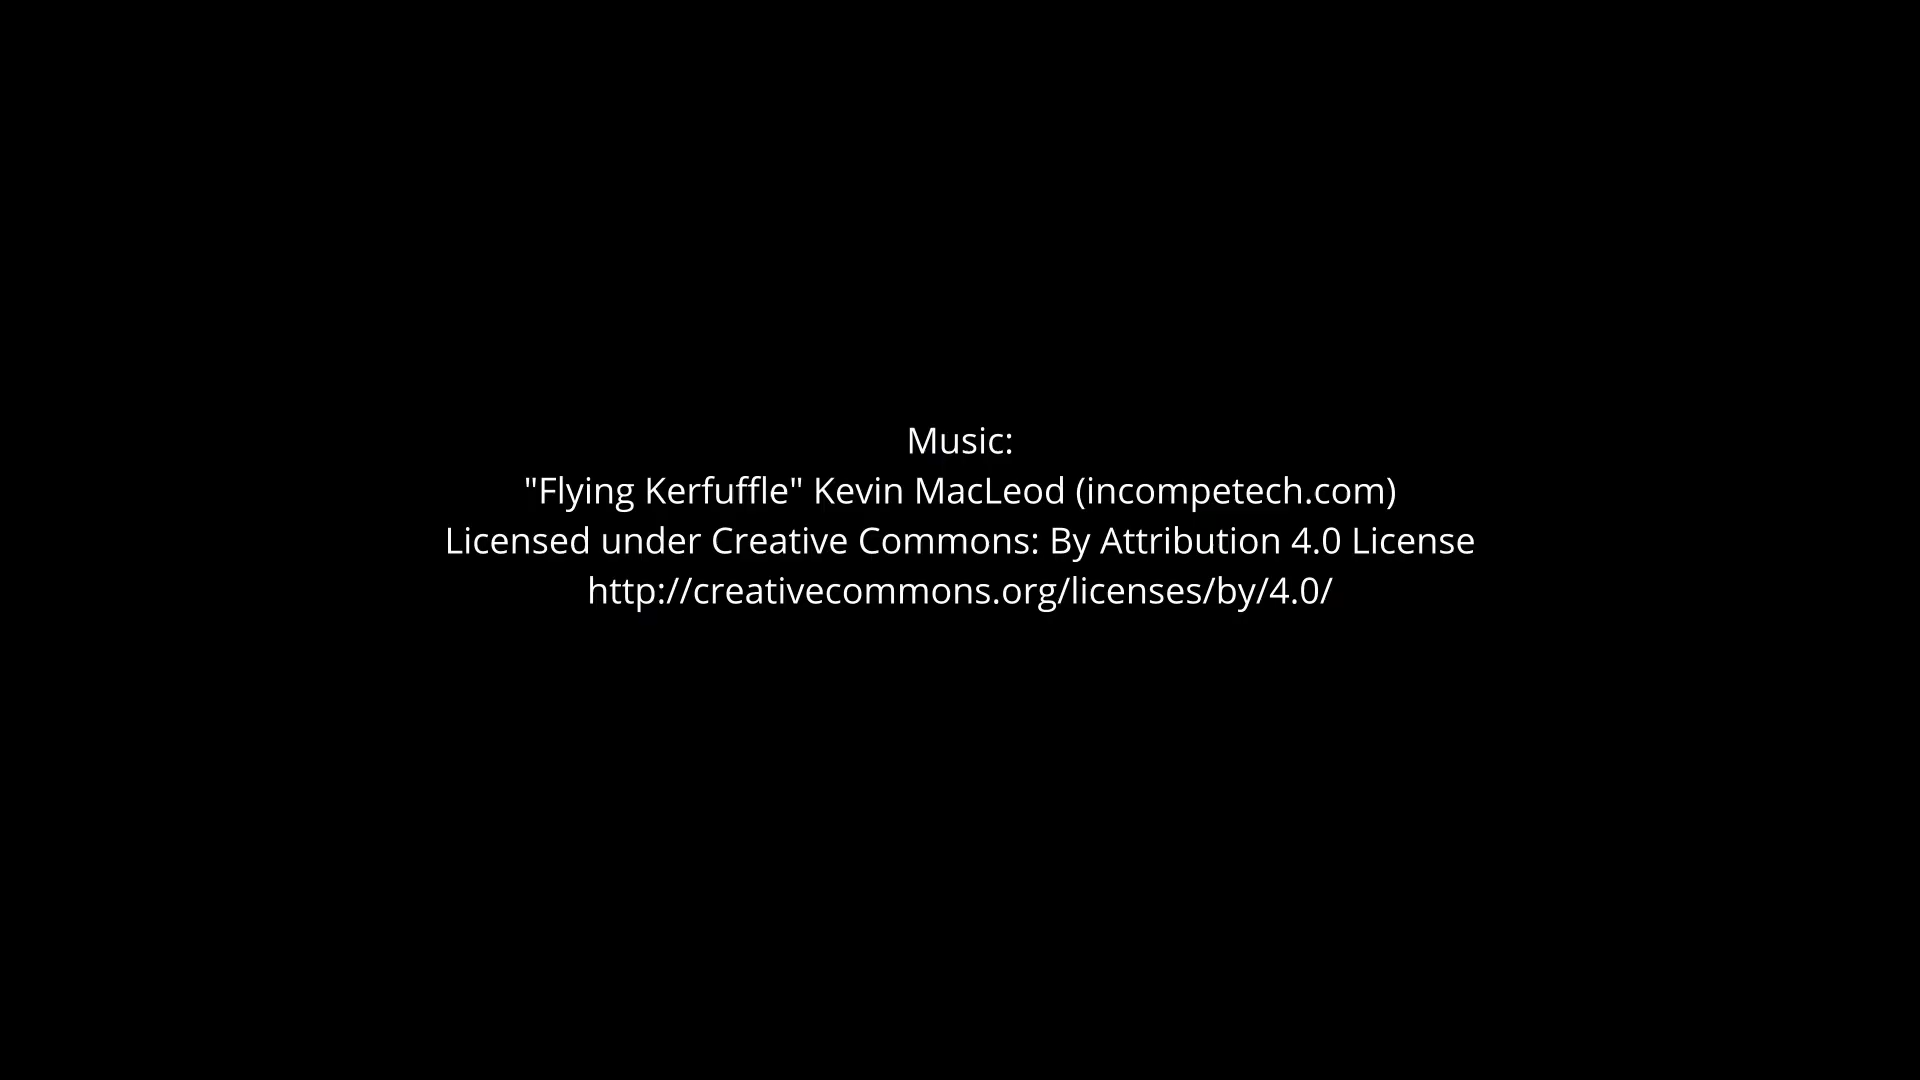 Music:
"Flying Kerfuffle" Kevin MacLeod (incompetech.com)
Licensed under Creative Commons: By Attribution 4.0 License
http://creativecommons.org/licenses/by/4.0/